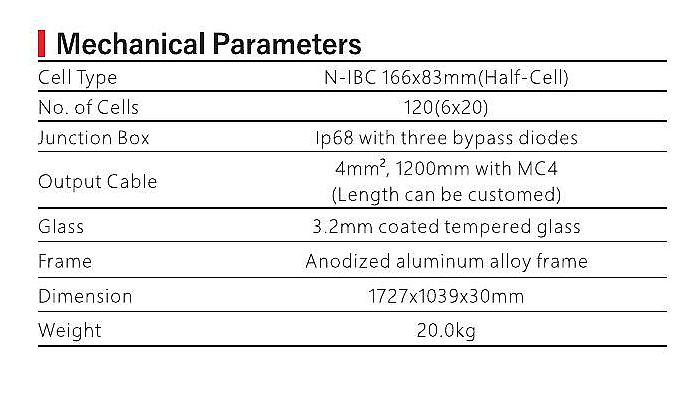 Mechanical Parameters
Cell Type N-IBC 166x83mm(Half-Cell)
No. of Cells 120(6x20)
Junction Box Ip68 with three bypass diodes
Output Cable 4mm², 1200mm with MC4
(Length can be customed)
Glass 3.2mm coated tempered glass
Frame Anodized aluminum alloy frame
Dimension 1727x1039x30mm
Weight 20.0kg